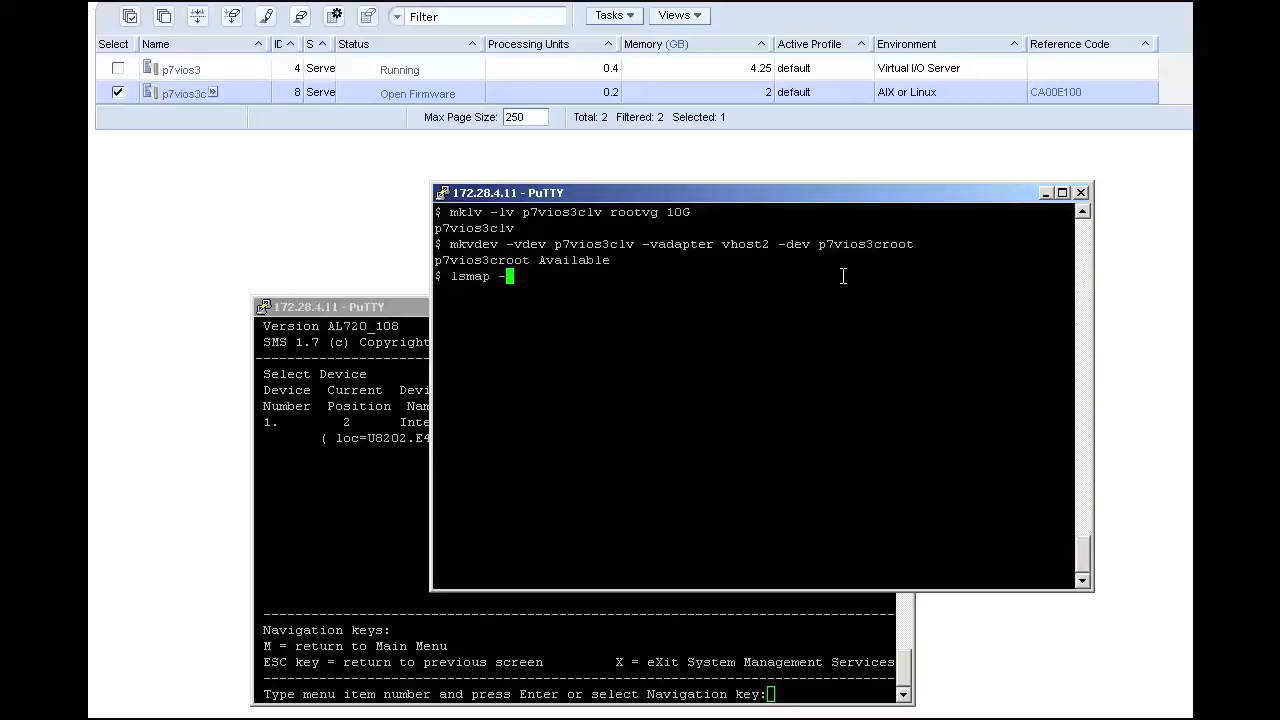 Filter
Tasks
Views
Select Name ID S Status Processing Units Memory (GB) Active Profile Environment Reference Code
p7vios3 4 Serve Running 0.4 4.25 default Virtual I/O Server
p7vios3c 8 Serve Open Firmware 0.2 2 default AIX or Linux CA00E100
Max Page Size: 250 Total: 2 Filtered: 2 Selected: 1
172.28.4.11 - PuTTY
$ mklv -lv p7vios3clv rootvg 10G
p7vios3clv
$ mkvdev -vdev p7vios3clv -vadapter vhost2 -dev p7vios3croot
p7vios3croot Available
$ lsmap -
172.28.4.11 - PuTTY
Version AL720_108
SMS 1.7 (c) Copyright
Select Device
Device Current Devi
Number Position Nam
1. 2 Inte
( loc=U8202.E4
Navigation keys:
M = return to Main Menu
ESC key = return to previous screen X = eXit System Management Services
Type menu item number and press Enter or select Navigation key: